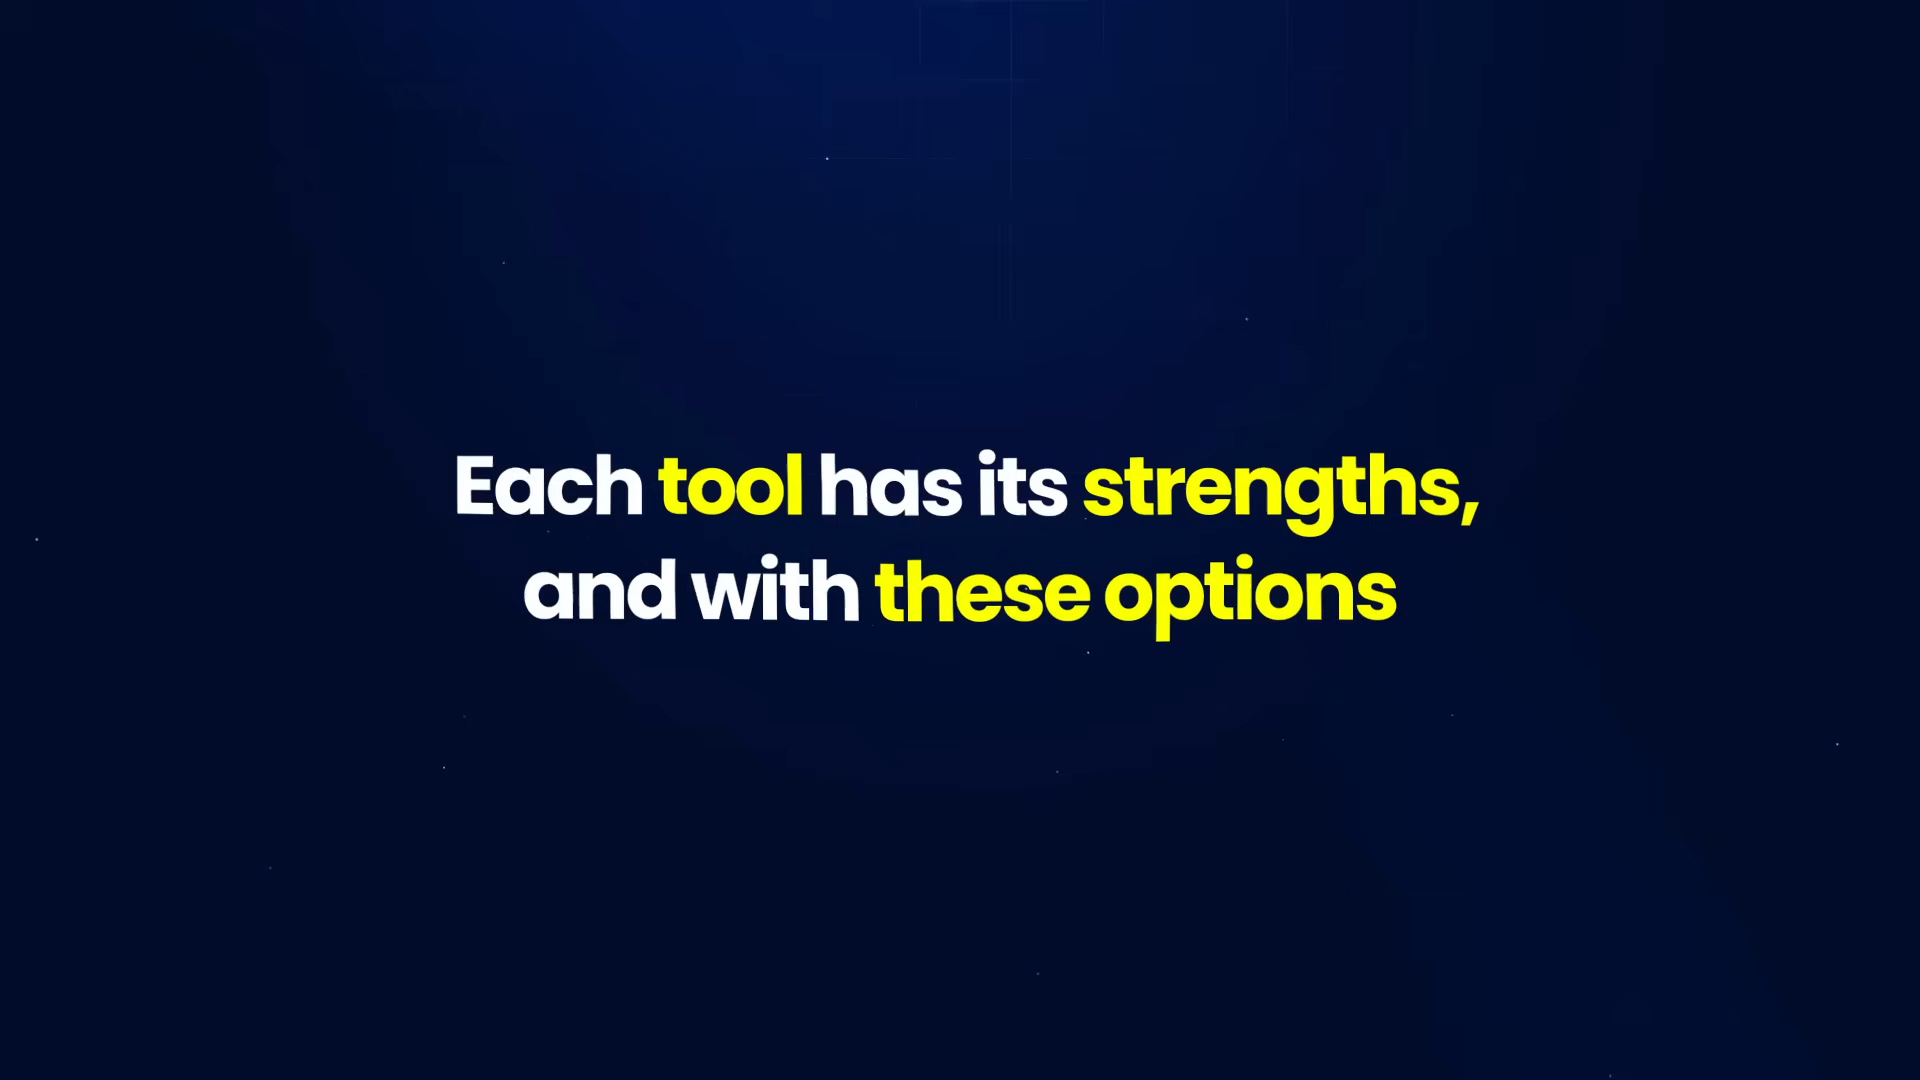 Each tool has its strengths,
and with these options